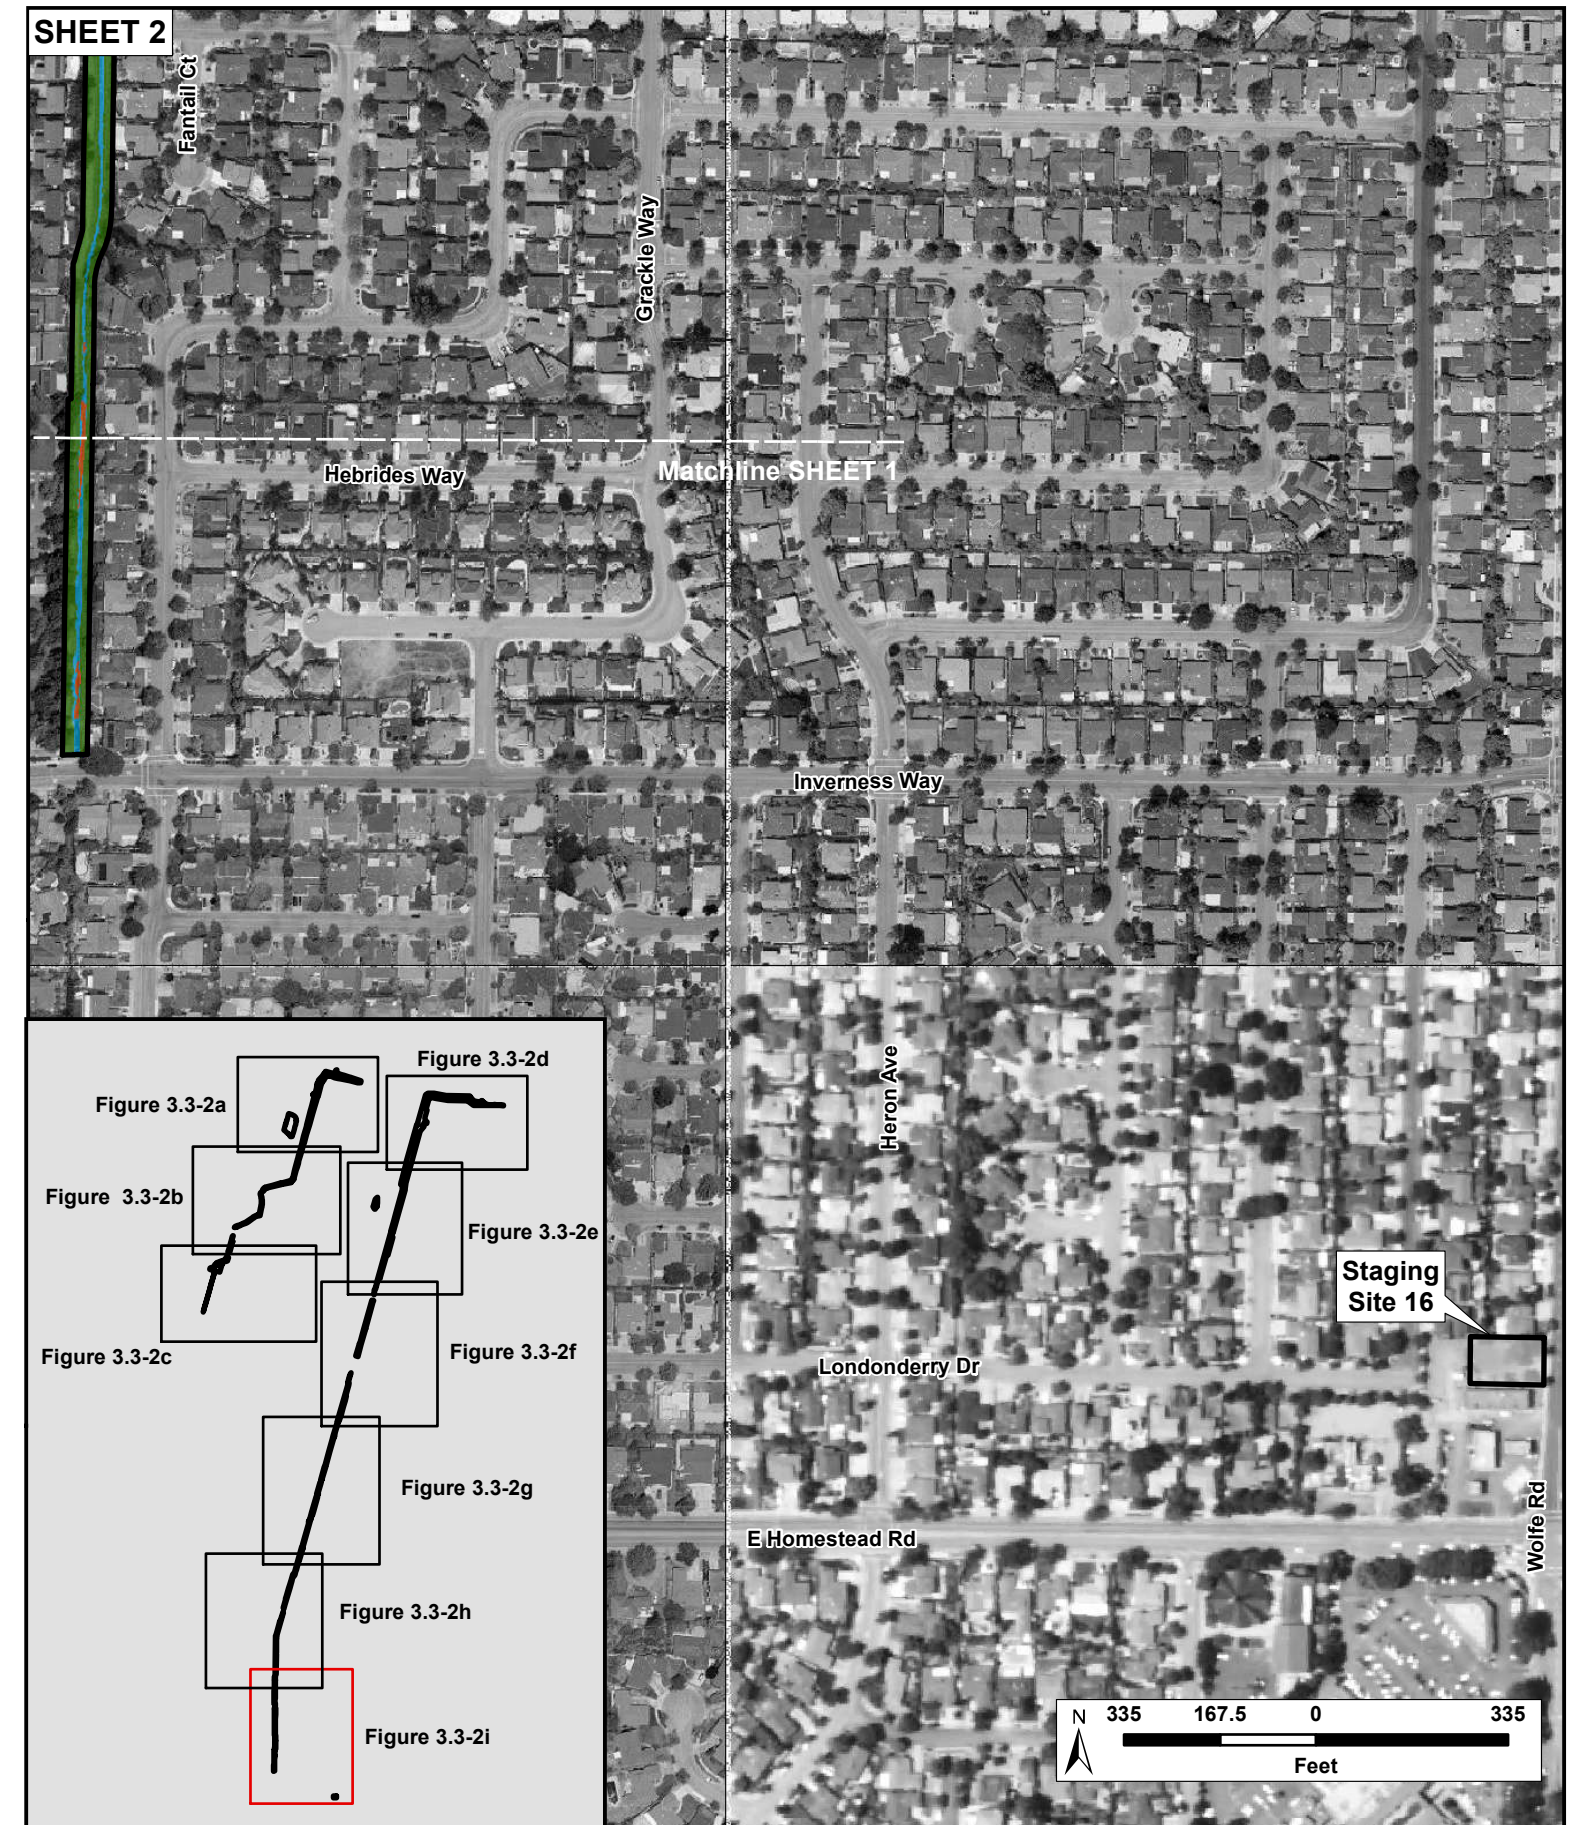 SHEET 2
Fantail Ct
Grackle Way
Hebrides Way
Matchline SHEET 1
Inverness Way
Heron Ave
Staging
Site 16
Londonderry Dr
E Homestead Rd
Wolfe Rd
Figure 3.3-2d
Figure 3.3-2a
Figure  3.3-2b
Figure 3.3-2e
Figure 3.3-2c
Figure 3.3-2f
Figure 3.3-2g
Figure 3.3-2h
Figure 3.3-2i
N
335 167.5 0 335
Feet